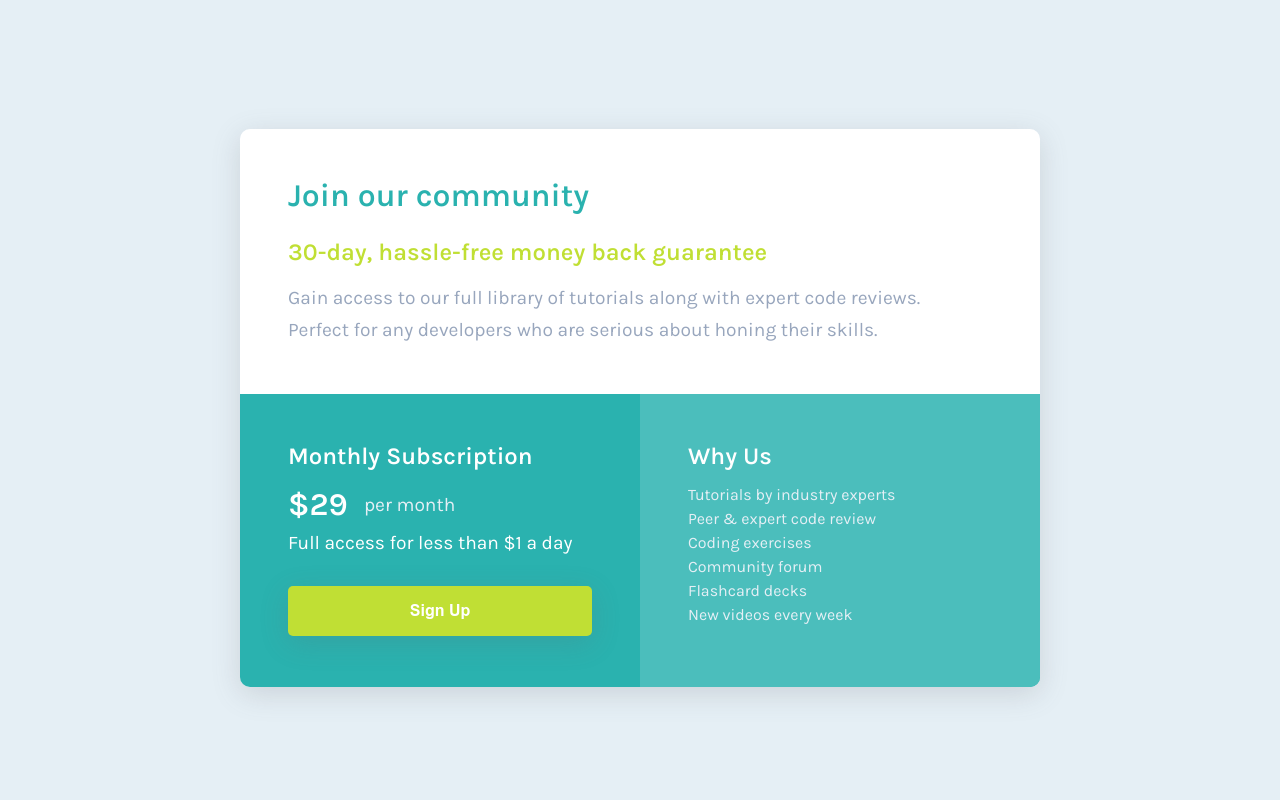 Join our community
30-day, hassle-free money back guarantee
Gain access to our full library of tutorials along with expert code reviews.
Perfect for any developers who are serious about honing their skills.
Monthly Subscription
$29 per month
Full access for less than $1 a day
Sign Up
Why Us
Tutorials by industry experts
Peer & expert code review
Coding exercises
Community forum
Flashcard decks
New videos every week